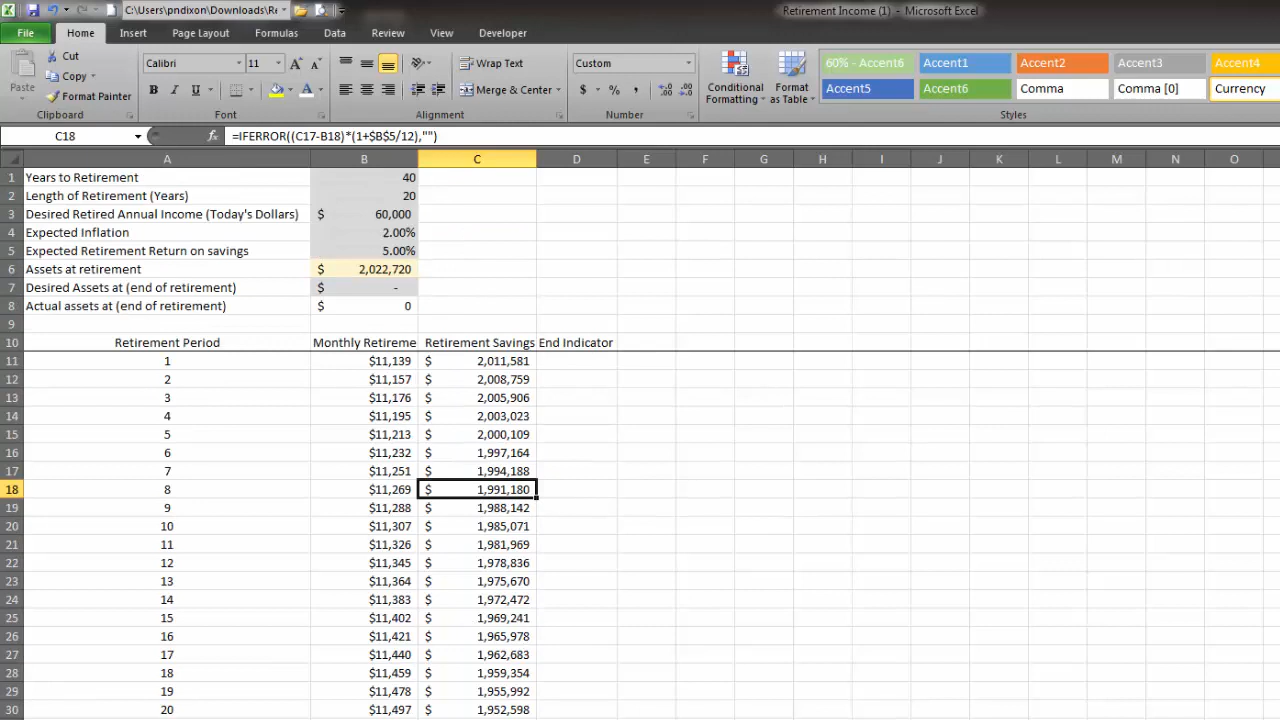 C:\Users\pndixon\Downloads\Re
Retirement Income (1) - Microsoft Excel
File Home Insert Page Layout Formulas Data Review View Developer
Paste
Cut
Copy
Format Painter
Clipboard
Calibri 11
B I U A
Font
Wrap Text
Merge & Center
Alignment
Custom
$ % ,
Number
Conditional Formatting
Format as Table
60% - Accent6 Accent1 Accent2 Accent3 Accent4
Accent5 Accent6 Comma Comma [0] Currency
Styles
C18 fx =IFERROR((C17-B18)*(1+$B$5/12),"")
A B C D E F G H I J K L M N O
1 Years to Retirement 40
2 Length of Retirement (Years) 20
3 Desired Retired Annual Income (Today's Dollars) $ 60,000
4 Expected Inflation 2.00%
5 Expected Retirement Return on savings 5.00%
6 Assets at retirement $ 2,022,720
7 Desired Assets at (end of retirement) $ -
8 Actual assets at (end of retirement) $ 0
9
10 Retirement Period Monthly Retireme Retirement Savings End Indicator
11 1 $11,139 $ 2,011,581
12 2 $11,157 $ 2,008,759
13 3 $11,176 $ 2,005,906
14 4 $11,195 $ 2,003,023
15 5 $11,213 $ 2,000,109
16 6 $11,232 $ 1,997,164
17 7 $11,251 $ 1,994,188
18 8 $11,269 $ 1,991,180
19 9 $11,288 $ 1,988,142
20 10 $11,307 $ 1,985,071
21 11 $11,326 $ 1,981,969
22 12 $11,345 $ 1,978,836
23 13 $11,364 $ 1,975,670
24 14 $11,383 $ 1,972,472
25 15 $11,402 $ 1,969,241
26 16 $11,421 $ 1,965,978
27 17 $11,440 $ 1,962,683
28 18 $11,459 $ 1,959,354
29 19 $11,478 $ 1,955,992
30 20 $11,497 $ 1,952,598